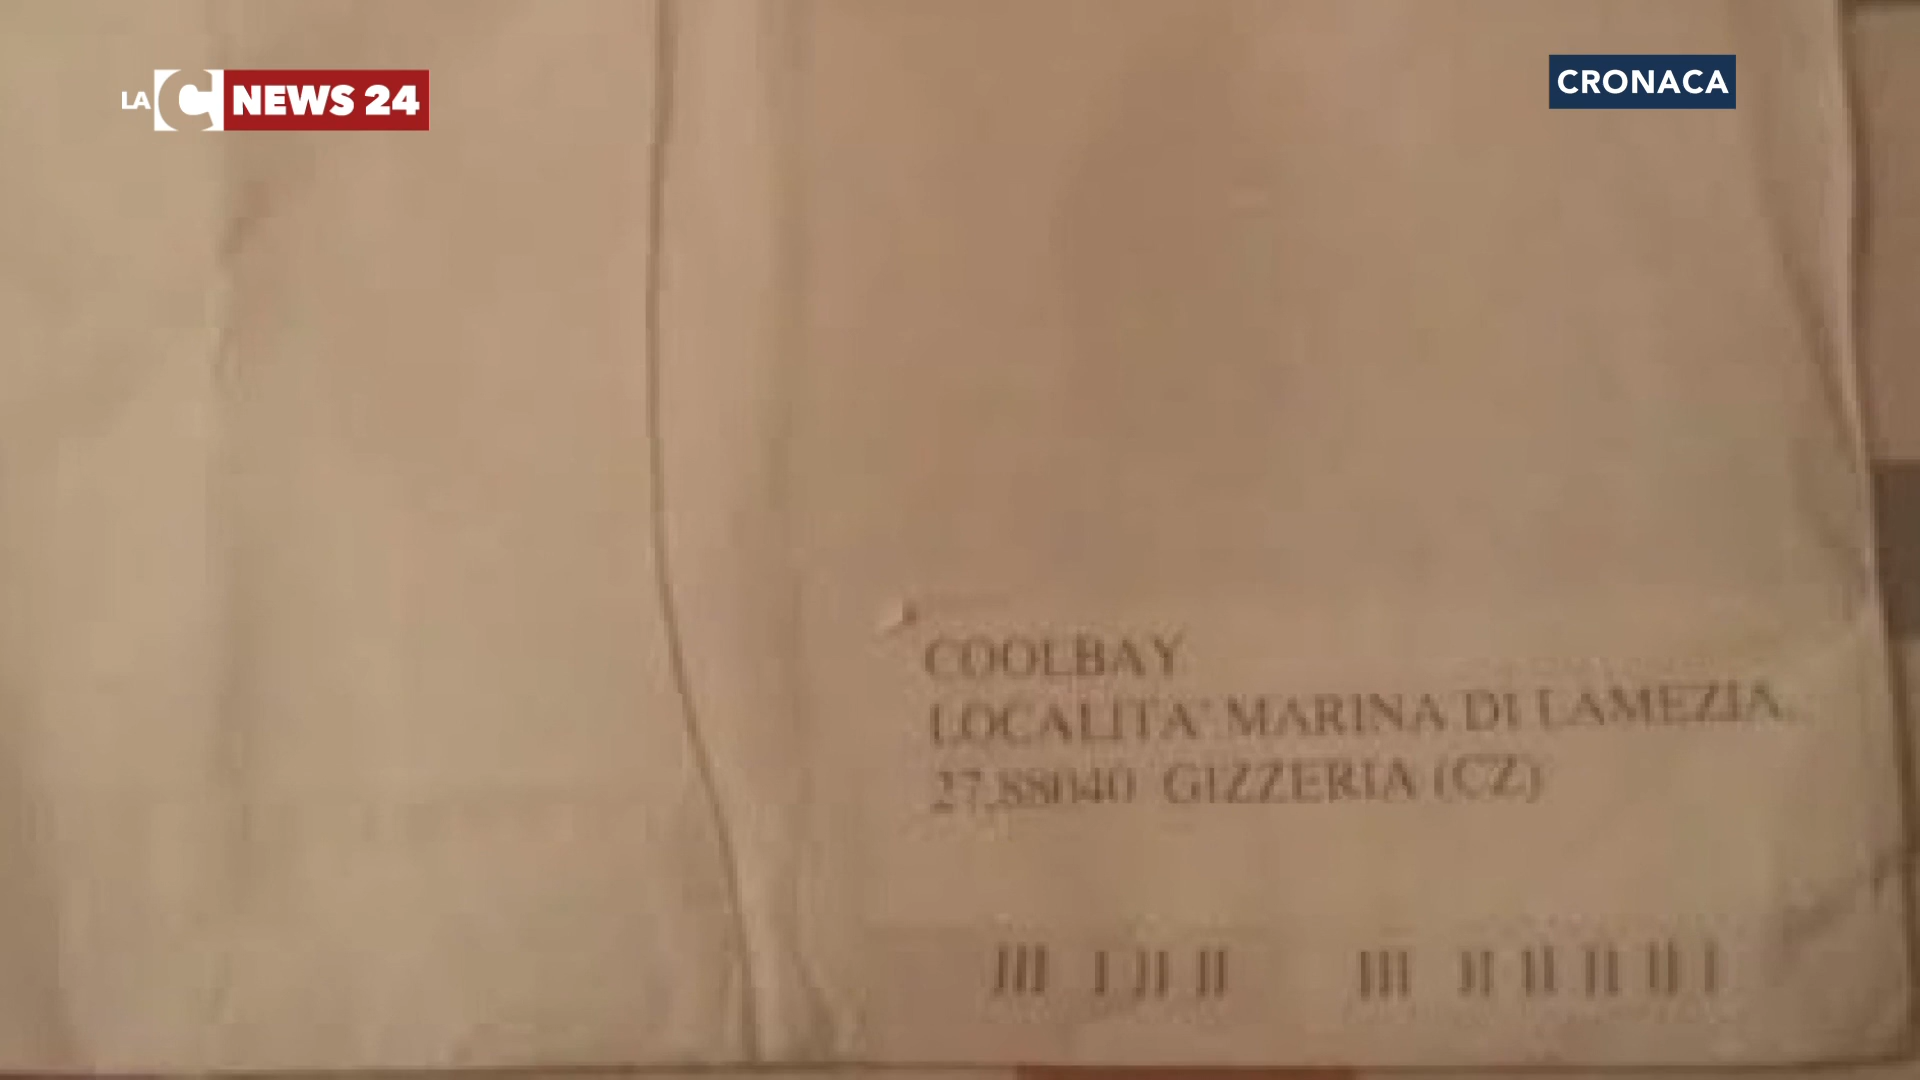 LA C NEWS 24
CRONACA
COOLBAY
LOCALITA' MARINA DI LAMEZIA,
27,88040 GIZZERIA (CZ)